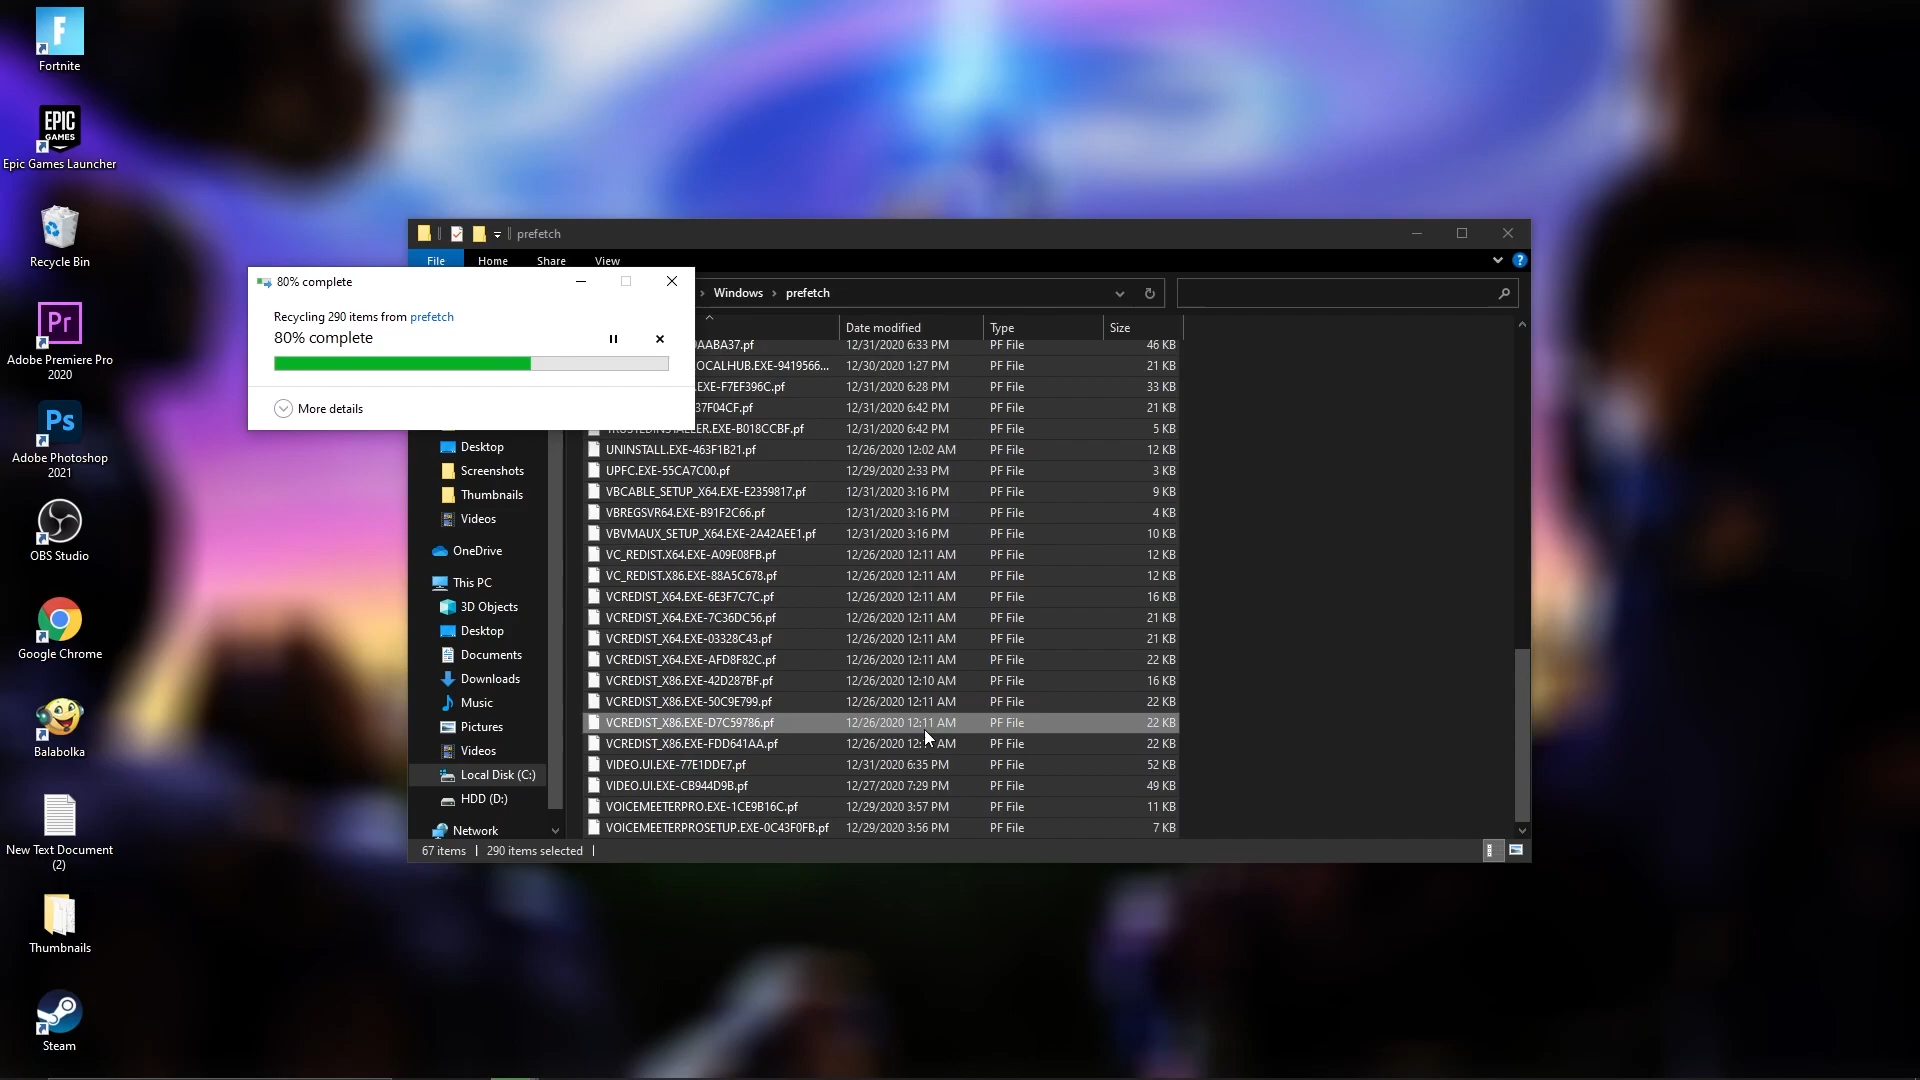 Fortnite
EPIC
GAMES
Epic Games Launcher
Recycle Bin
Pr
Adobe Premiere Pro
2020
Ps
Adobe Photoshop
2021
OBS Studio
Google Chrome
Balabolka
New Text Document
(2)
Thumbnails
Steam
prefetch
File Home Share View
Windows › prefetch
80% complete
Recycling 290 items from prefetch
80% complete
More details
Desktop
Screenshots
Thumbnails
Videos
OneDrive
This PC
3D Objects
Desktop
Documents
Downloads
Music
Pictures
Videos
Local Disk (C:)
HDD (D:)
Network
Date modified Type Size
AABA37.pf 12/31/2020 6:33 PM PF File 46 KB
OCALHUB.EXE-9419566... 12/30/2020 1:27 PM PF File 21 KB
.EXE-F7EF396C.pf 12/31/2020 6:28 PM PF File 33 KB
37F04CF.pf 12/31/2020 6:42 PM PF File 21 KB
TRUSTEDINSTALLER.EXE-B018CCBF.pf 12/31/2020 6:42 PM PF File 5 KB
UNINSTALL.EXE-463F1B21.pf 12/26/2020 12:02 AM PF File 12 KB
UPFC.EXE-55CA7C00.pf 12/29/2020 2:33 PM PF File 3 KB
VBCABLE_SETUP_X64.EXE-E2359817.pf 12/31/2020 3:16 PM PF File 9 KB
VBREGSVR64.EXE-B91F2C66.pf 12/31/2020 3:16 PM PF File 4 KB
VBVMAUX_SETUP_X64.EXE-2A42AEE1.pf 12/31/2020 3:16 PM PF File 10 KB
VC_REDIST.X64.EXE-A09E08FB.pf 12/26/2020 12:11 AM PF File 12 KB
VC_REDIST.X86.EXE-88A5C678.pf 12/26/2020 12:11 AM PF File 12 KB
VCREDIST_X64.EXE-6E3F7C7C.pf 12/26/2020 12:11 AM PF File 16 KB
VCREDIST_X64.EXE-7C36DC56.pf 12/26/2020 12:11 AM PF File 21 KB
VCREDIST_X64.EXE-03328C43.pf 12/26/2020 12:11 AM PF File 21 KB
VCREDIST_X64.EXE-AFD8F82C.pf 12/26/2020 12:11 AM PF File 22 KB
VCREDIST_X86.EXE-42D287BF.pf 12/26/2020 12:10 AM PF File 16 KB
VCREDIST_X86.EXE-50C9E799.pf 12/26/2020 12:11 AM PF File 22 KB
VCREDIST_X86.EXE-D7C59786.pf 12/26/2020 12:11 AM PF File 22 KB
VCREDIST_X86.EXE-FDD641AA.pf 12/26/2020 AM PF File 22 KB
VIDEO.UI.EXE-77E1DDE7.pf 12/31/2020 6:35 PM PF File 52 KB
VIDEO.UI.EXE-CB944D9B.pf 12/27/2020 7:29 PM PF File 49 KB
VOICEMEETERPRO.EXE-1CE9B16C.pf 12/29/2020 3:57 PM PF File 11 KB
VOICEMEETERPROSETUP.EXE-0C43F0FB.pf 12/29/2020 3:56 PM PF File 7 KB
67 items 290 items selected